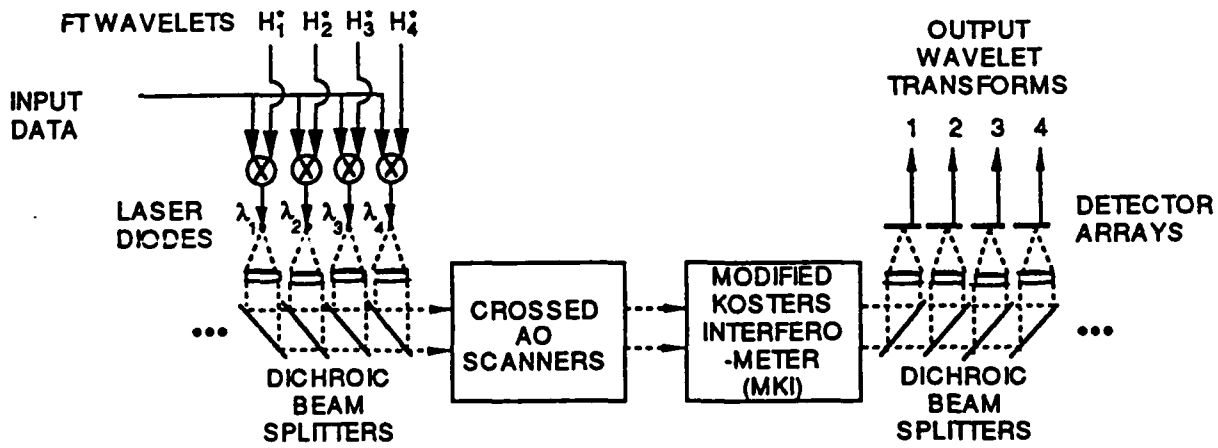 FT WAVELETS H₁* H₂* H₃* H₄*
INPUT
DATA
X X X X
LASER
DIODES
λ₁ λ₂ λ₃ λ₄
•••
DICHROIC
BEAM
SPLITTERS
CROSSED
AO
SCANNERS
MODIFIED
KOSTERS
INTERFERO
-METER
(MKI)
OUTPUT
WAVELET
TRANSFORMS
1 2 3 4
DETECTOR
ARRAYS
•••
DICHROIC
BEAM
SPLITTERS